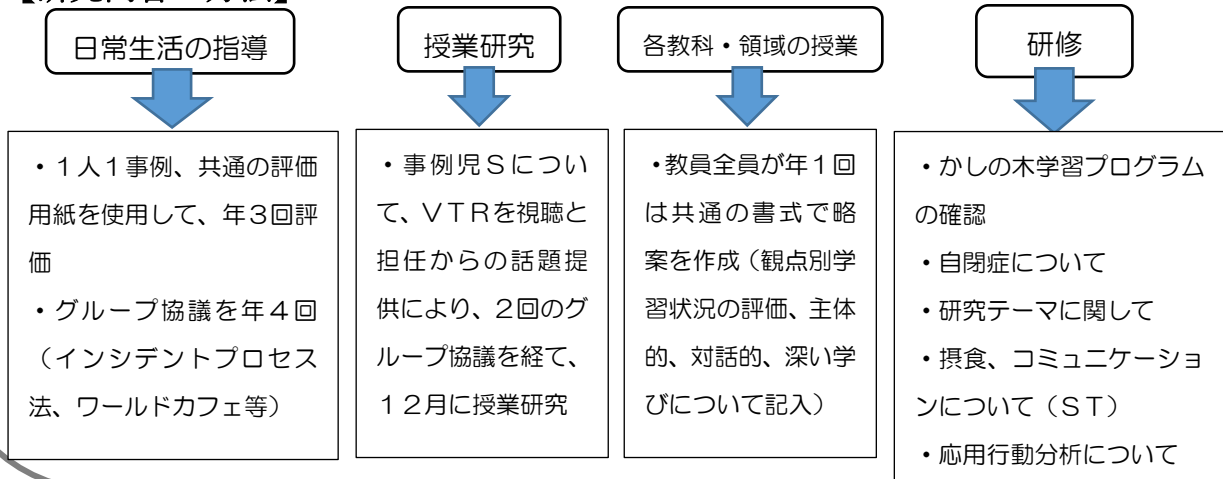 日常生活の指導
・１人１事例、共通の評価
用紙を使用して、年３回評
価
・グループ協議を年４回
（インシデントプロセス
法、ワールドカフェ等）
授業研究
・事例児Ｓについ
て、ＶＴＲを視聴と
担任からの話題提
供により、２回のグ
ループ協議を経て、
１２月に授業研究
各教科・領域の授業
・教員全員が年１回
は共通の書式で略
案を作成（観点別学
習状況の評価、主体
的、対話的、深い学
びについて記入）
研修
・かしの木学習プログラム
の確認
・自閉症について
・研究テーマに関して
・摂食、コミュニケーショ
ンについて（ＳＴ）
・応用行動分析について